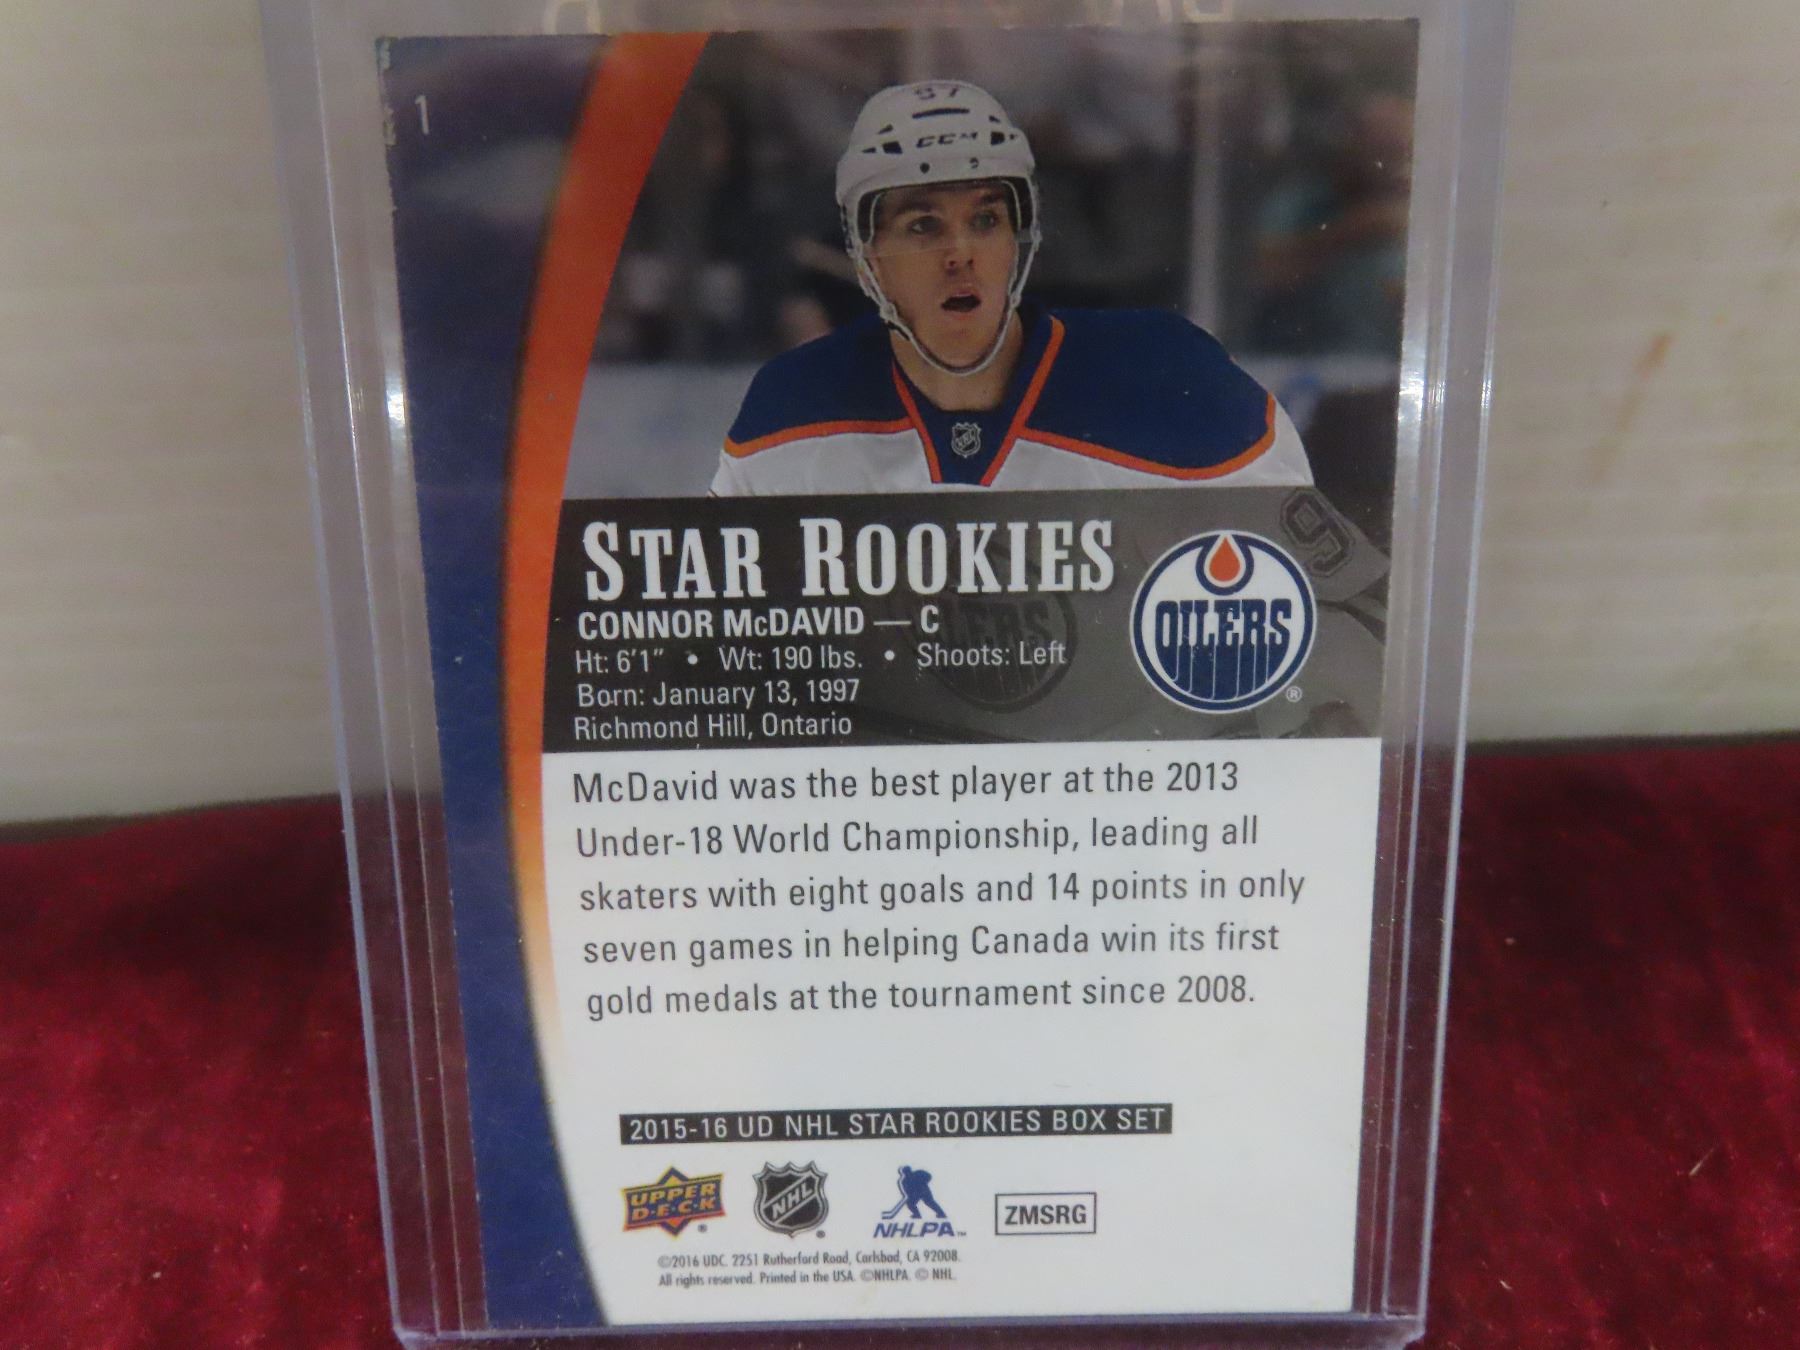 1
97
CCM
NHL
STAR ROOKIES
CONNOR McDAVID — C
OILERS
Ht: 6'1" • Wt: 190 lbs. • Shoots: Left
Born: January 13, 1997
Richmond Hill, Ontario
McDavid was the best player at the 2013
Under-18 World Championship, leading all
skaters with eight goals and 14 points in only
seven games in helping Canada win its first
gold medals at the tournament since 2008.
2015-16 UD NHL STAR ROOKIES BOX SET
UPPER
D·E·C·K ®
NHL ®
NHLPA™
ZMSRG
©2016 UDC. 2251 Rutherford Road, Carlsbad, CA 92008.
All rights reserved. Printed in the USA. ©NHLPA. © NHL.